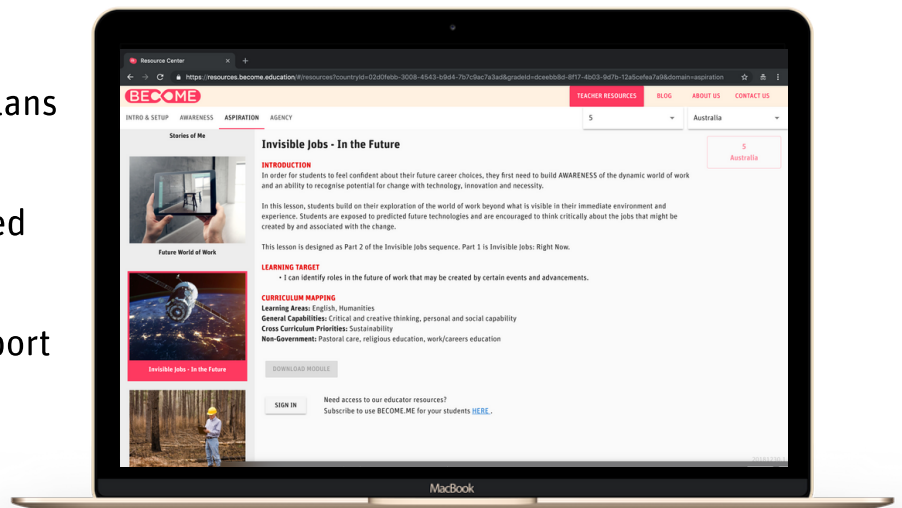 lans
ed
port
Resource Center
https://resources.become.education/#/resources?countryId=02d0febb-3008-4543-b9d4-7b7c9ac7a3ad&gradeId=dceebb8d-8f17-4b03-9d7b-12a5cefea7a9&domain=aspiration
BECOME
TEACHER RESOURCES BLOG ABOUT US CONTACT US
INTRO & SETUP AWARENESS ASPIRATION AGENCY 5 Australia
Stories of Me
Future World of Work
Invisible Jobs - In the Future
Invisible Jobs - In the Future
5
Australia
INTRODUCTION
In order for students to feel confident about their future career choices, they first need to build AWARENESS of the dynamic world of work
and an ability to recognise potential for change with technology, innovation and necessity.
In this lesson, students build on their exploration of the world of work beyond what is visible in their immediate environment and
experience. Students are exposed to predicted future technologies and are encouraged to think critically about the jobs that might be
created by and associated with the change.
This lesson is designed as Part 2 of the Invisible Jobs sequence. Part 1 is Invisible Jobs: Right Now.
LEARNING TARGET
• I can identify roles in the future of work that may be created by certain events and advancements.
CURRICULUM MAPPING
Learning Areas: English, Humanities
General Capabilities: Critical and creative thinking, personal and social capability
Cross Curriculum Priorities: Sustainability
Non-Government: Pastoral care, religious education, work/careers education
DOWNLOAD MODULE
SIGN IN
Need access to our educator resources?
Subscribe to use BECOME.ME for your students HERE .
MacBook